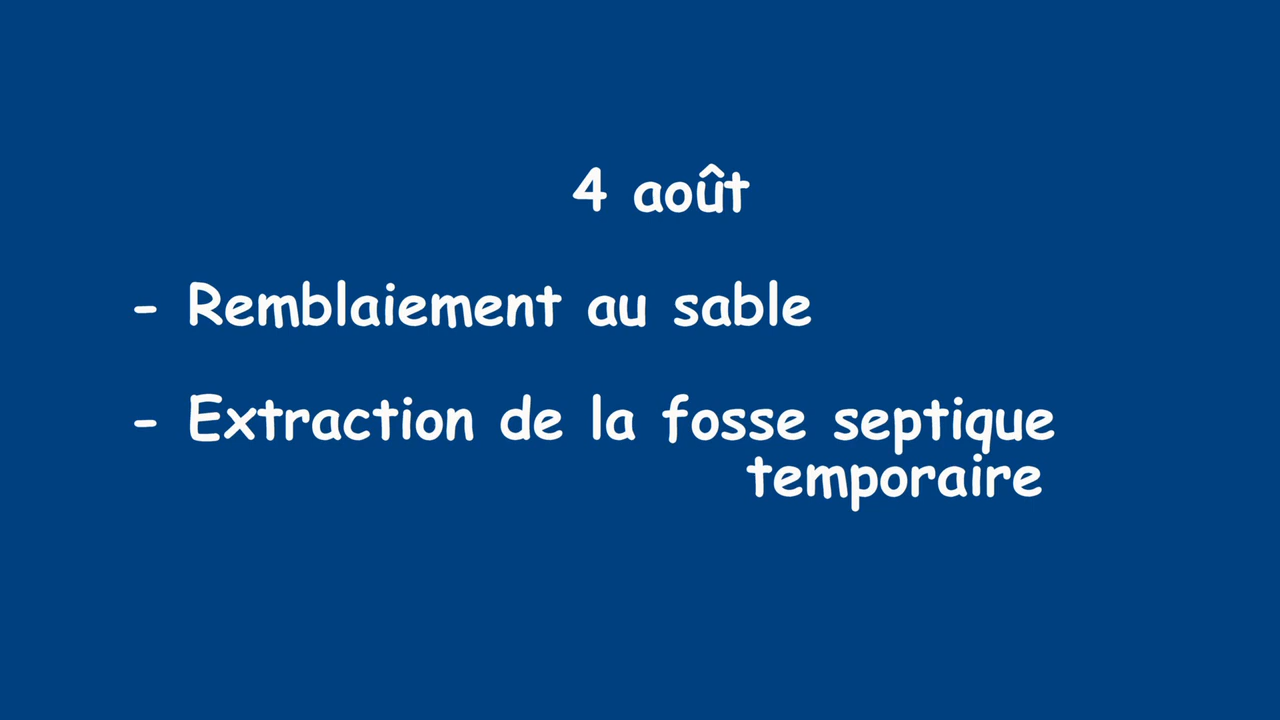 4 août
- Remblaiement au sable
- Extraction de la fosse septique
temporaire